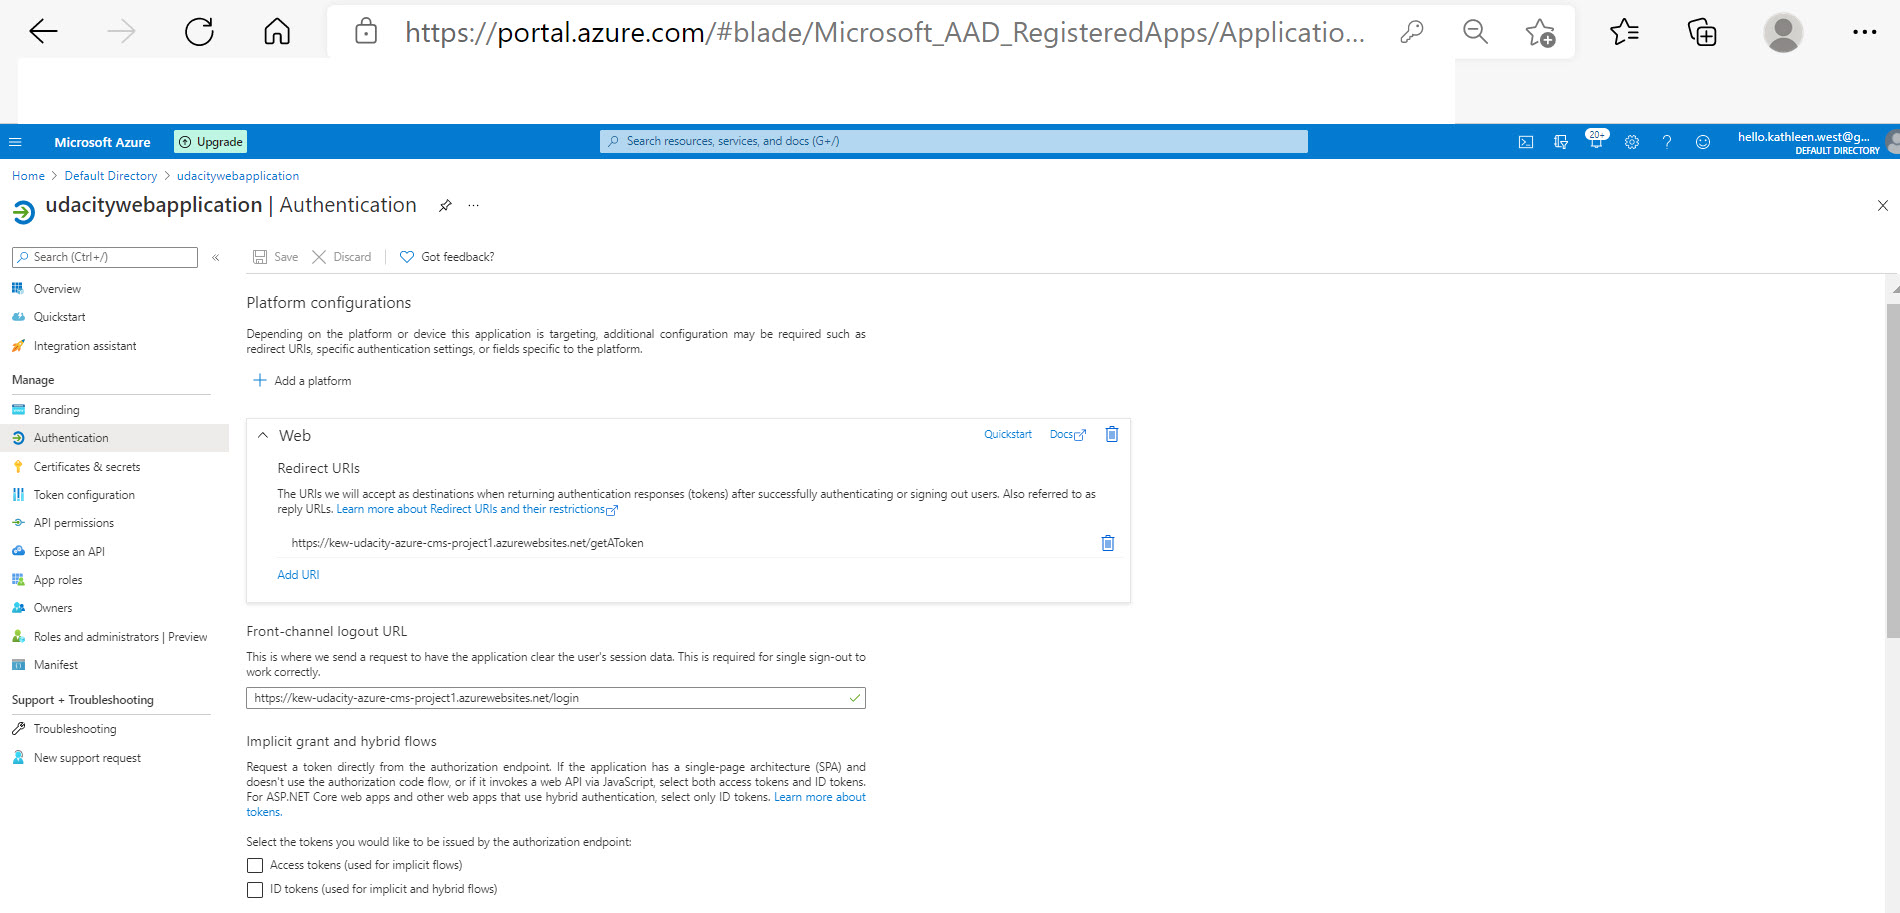 https://portal.azure.com/#blade/Microsoft_AAD_RegisteredApps/Applicatio...
Microsoft Azure
Upgrade
Search resources, services, and docs (G+/)
20+
hello.kathleen.west@g...
DEFAULT DIRECTORY
Home > Default Directory > udacitywebapplication
udacitywebapplication | Authentication
...
Search (Ctrl+/)
«
Save
Discard
Got feedback?
Overview
Quickstart
Integration assistant
Manage
Branding
Authentication
Certificates & secrets
Token configuration
API permissions
Expose an API
App roles
Owners
Roles and administrators | Preview
Manifest
Support + Troubleshooting
Troubleshooting
New support request
Platform configurations
Depending on the platform or device this application is targeting, additional configuration may be required such as
redirect URIs, specific authentication settings, or fields specific to the platform.
Add a platform
Web
Quickstart
Docs
Redirect URIs
The URIs we will accept as destinations when returning authentication responses (tokens) after successfully authenticating or signing out users. Also referred to as
reply URLs. Learn more about Redirect URIs and their restrictions
https://kew-udacity-azure-cms-project1.azurewebsites.net/getAToken
Add URI
Front-channel logout URL
This is where we send a request to have the application clear the user's session data. This is required for single sign-out to
work correctly.
https://kew-udacity-azure-cms-project1.azurewebsites.net/login
Implicit grant and hybrid flows
Request a token directly from the authorization endpoint. If the application has a single-page architecture (SPA) and
doesn't use the authorization code flow, or if it invokes a web API via JavaScript, select both access tokens and ID tokens.
For ASP.NET Core web apps and other web apps that use hybrid authentication, select only ID tokens. Learn more about
tokens.
Select the tokens you would like to be issued by the authorization endpoint:
Access tokens (used for implicit flows)
ID tokens (used for implicit and hybrid flows)